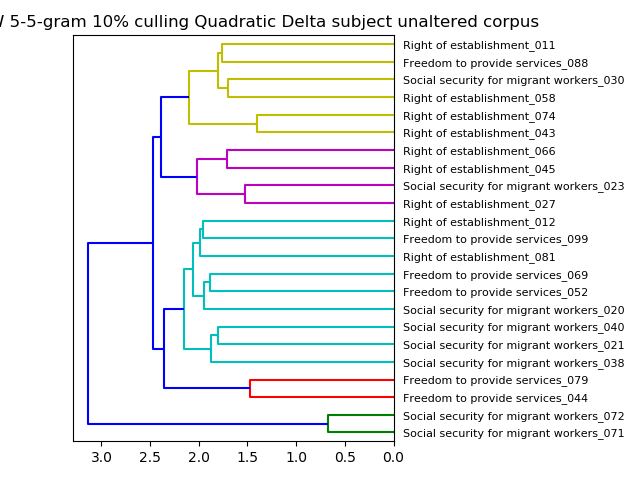 5-5-gram 10% culling Quadratic Delta subject unaltered corpus
Right of establishment_011
Freedom to provide services_088
Social security for migrant workers_030
Right of establishment_058
Right of establishment_074
Right of establishment_043
Right of establishment_066
Right of establishment_045
Social security for migrant workers_023
Right of establishment_027
Right of establishment_012
Freedom to provide services_099
Right of establishment_081
Freedom to provide services_069
Freedom to provide services_052
Social security for migrant workers_020
Social security for migrant workers_040
Social security for migrant workers_021
Social security for migrant workers_038
Freedom to provide services_079
Freedom to provide services_044
Social security for migrant workers_072
Social security for migrant workers_071
3.0 2.5 2.0 1.5 1.0 0.5 0.0